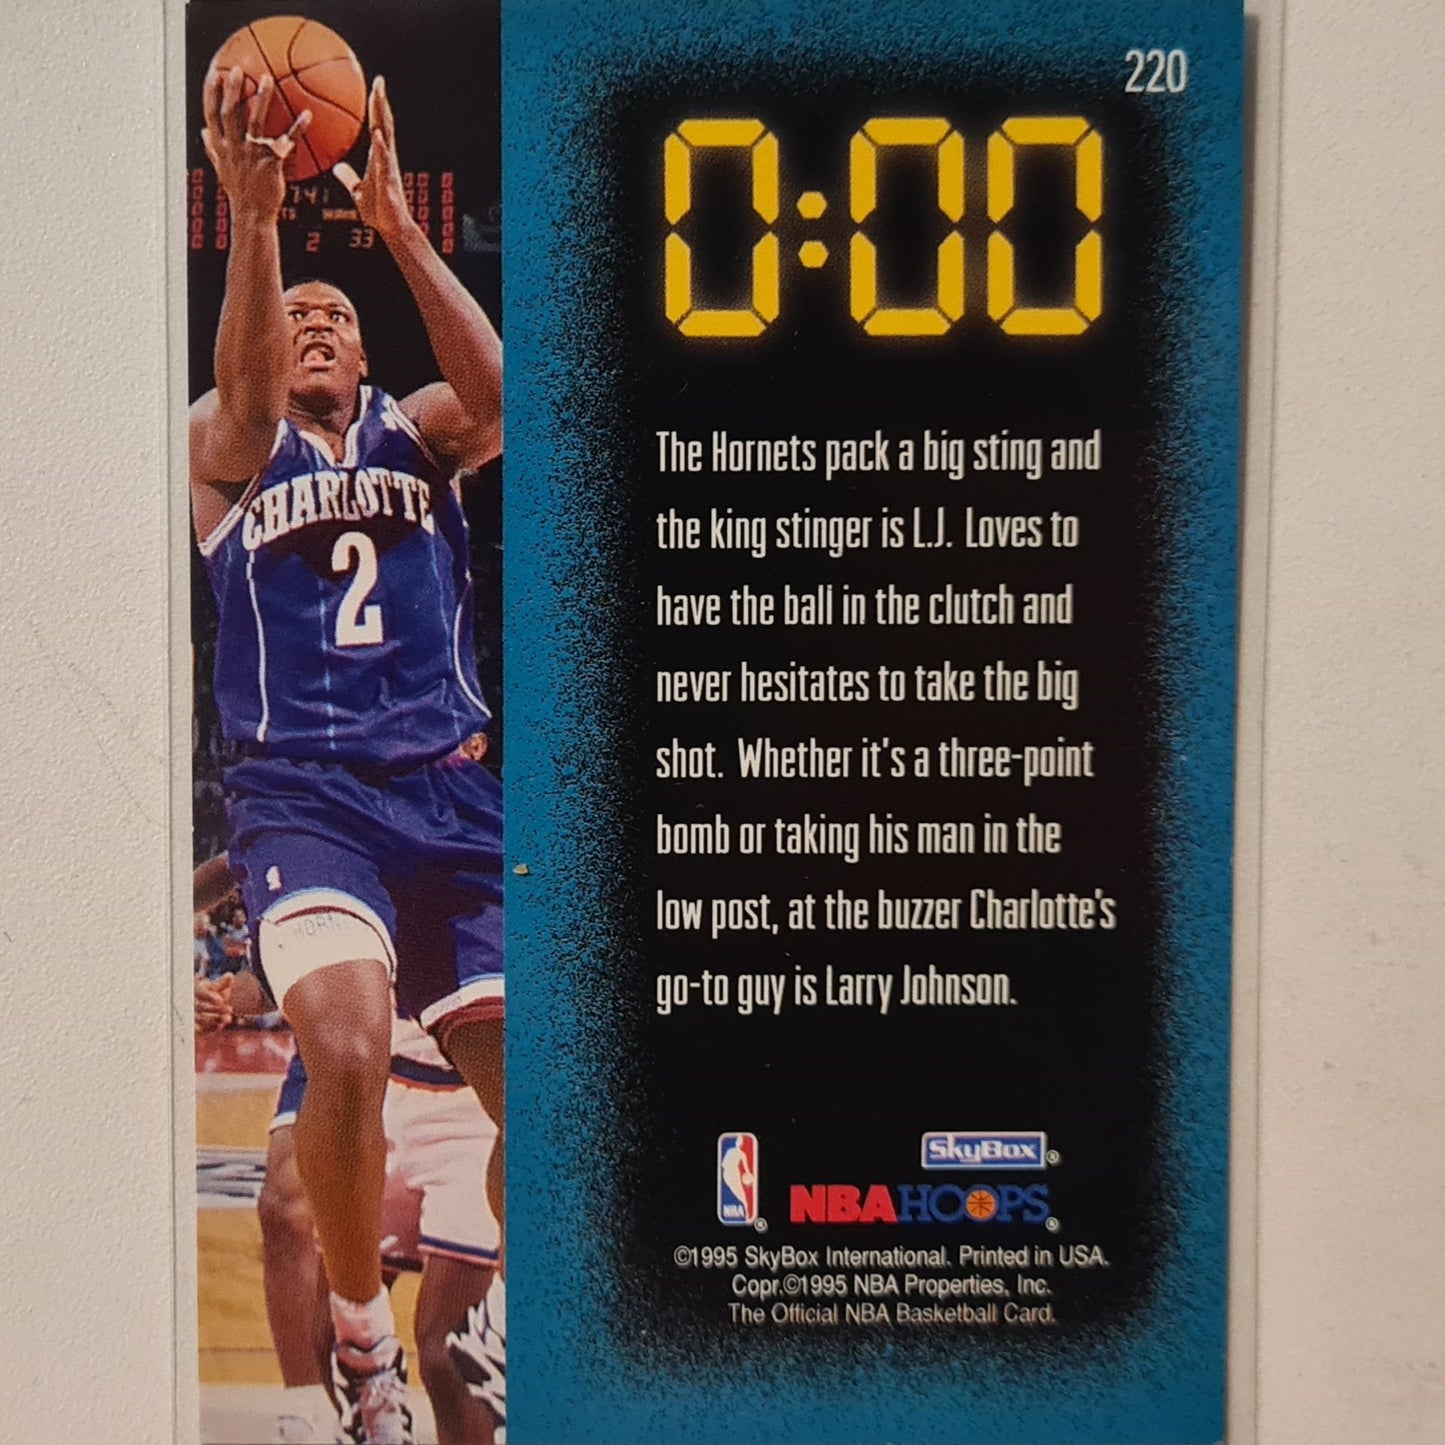 220
0:00
The Hornets pack a big sting and
the king stinger is L.J. Loves to
have the ball in the clutch and
never hesitates to take the big
shot. Whether it's a three-point
bomb or taking his man in the
low post, at the buzzer Charlotte's
go-to guy is Larry Johnson.
CHARLOTTE
2
2 33
NBA ®
SkyBox ®
NBA HOOPS ®
©1995 SkyBox International. Printed in USA.
Copr.©1995 NBA Properties, Inc.
The Official NBA Basketball Card.